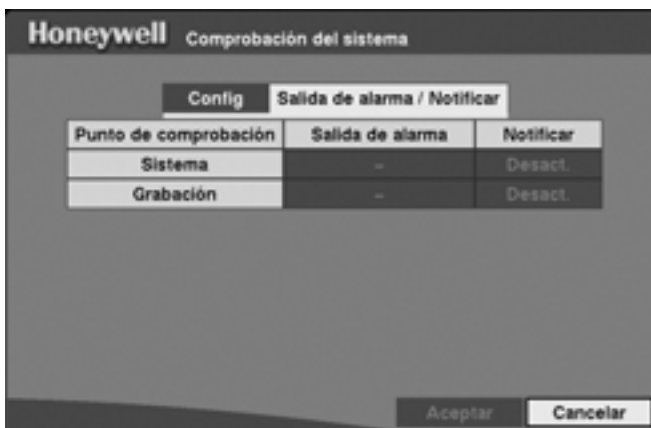 Honeywell Comprobación del sistema
Config Salida de alarma / Notificar
Punto de comprobación Salida de alarma Notificar
Sistema – Desact.
Grabación – Desact.
Aceptar Cancelar